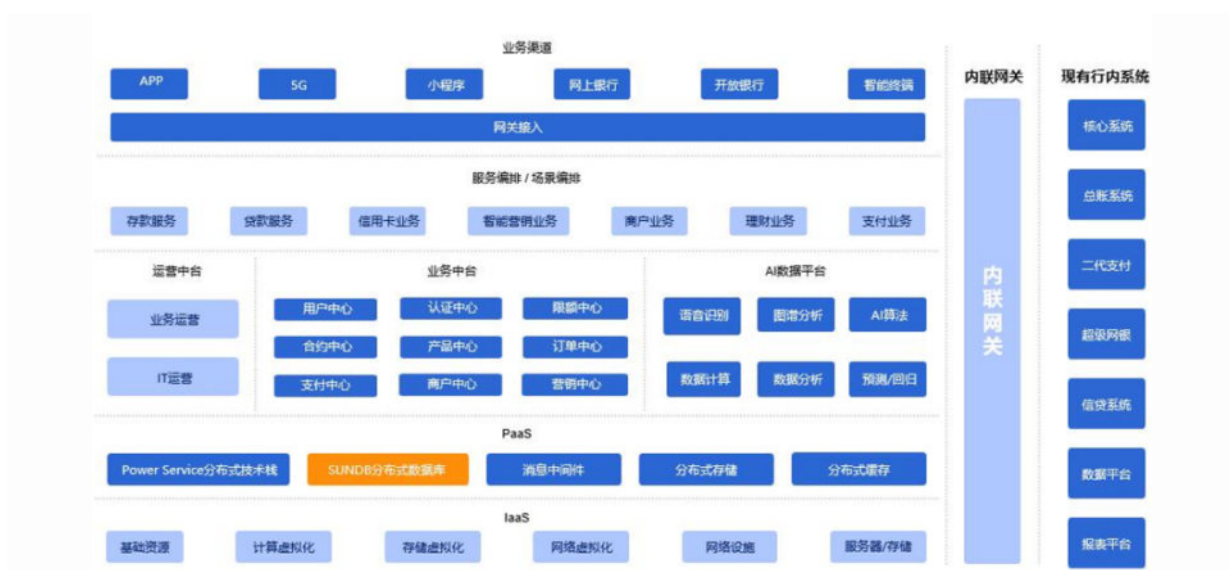 业务渠道
APP
5G
小程序
网上银行
开放银行
智能终端
网关接入
服务编排 / 场景编排
存款服务
贷款服务
信用卡业务
智能营销业务
商户业务
理财业务
支付业务
运营中台
业务运营
IT运营
业务中台
用户中心
认证中心
限额中心
合约中心
产品中心
订单中心
支付中心
商户中心
营销中心
AI数据平台
语音识别
图谱分析
AI算法
数据计算
数据分析
预测/回归
PaaS
Power Service分布式技术栈
SUNDB分布式数据库
消息中间件
分布式存储
分布式缓存
IaaS
基础资源
计算虚拟化
存储虚拟化
网络虚拟化
网络设施
服务器/存储
内联网关
内联网关
现有行内系统
核心系统
总账系统
二代支付
超级网银
信贷系统
数据平台
报表平台